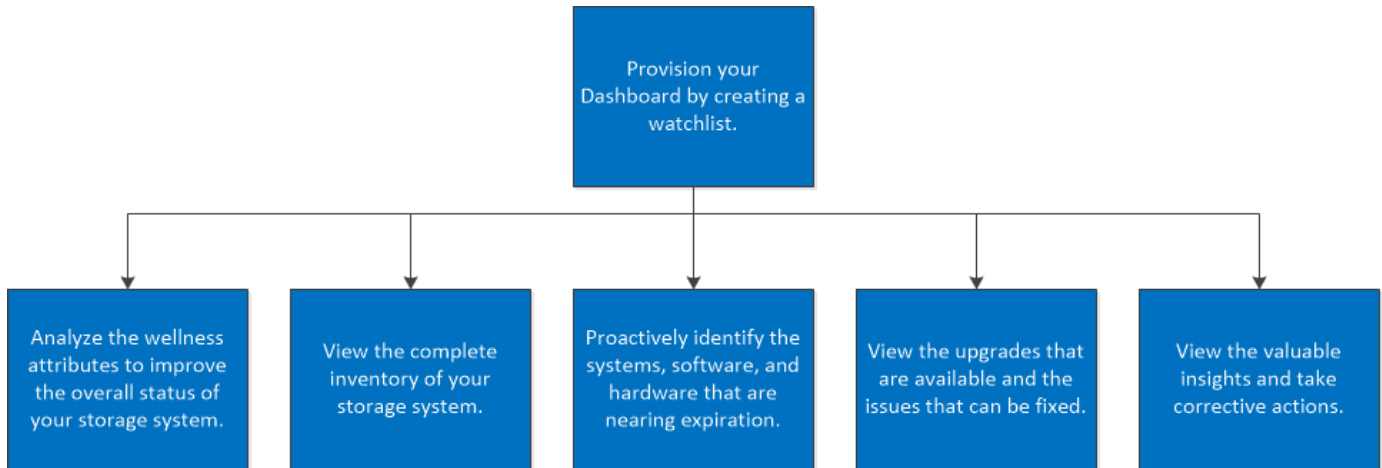 Provision your
Dashboard by creating a
watchlist.
Analyze the wellness
attributes to improve
the overall status of
your storage system.
View the complete
inventory of your
storage system.
Proactively identify the
systems, software, and
hardware that are
nearing expiration.
View the upgrades that
are available and the
issues that can be fixed.
View the valuable
insights and take
corrective actions.